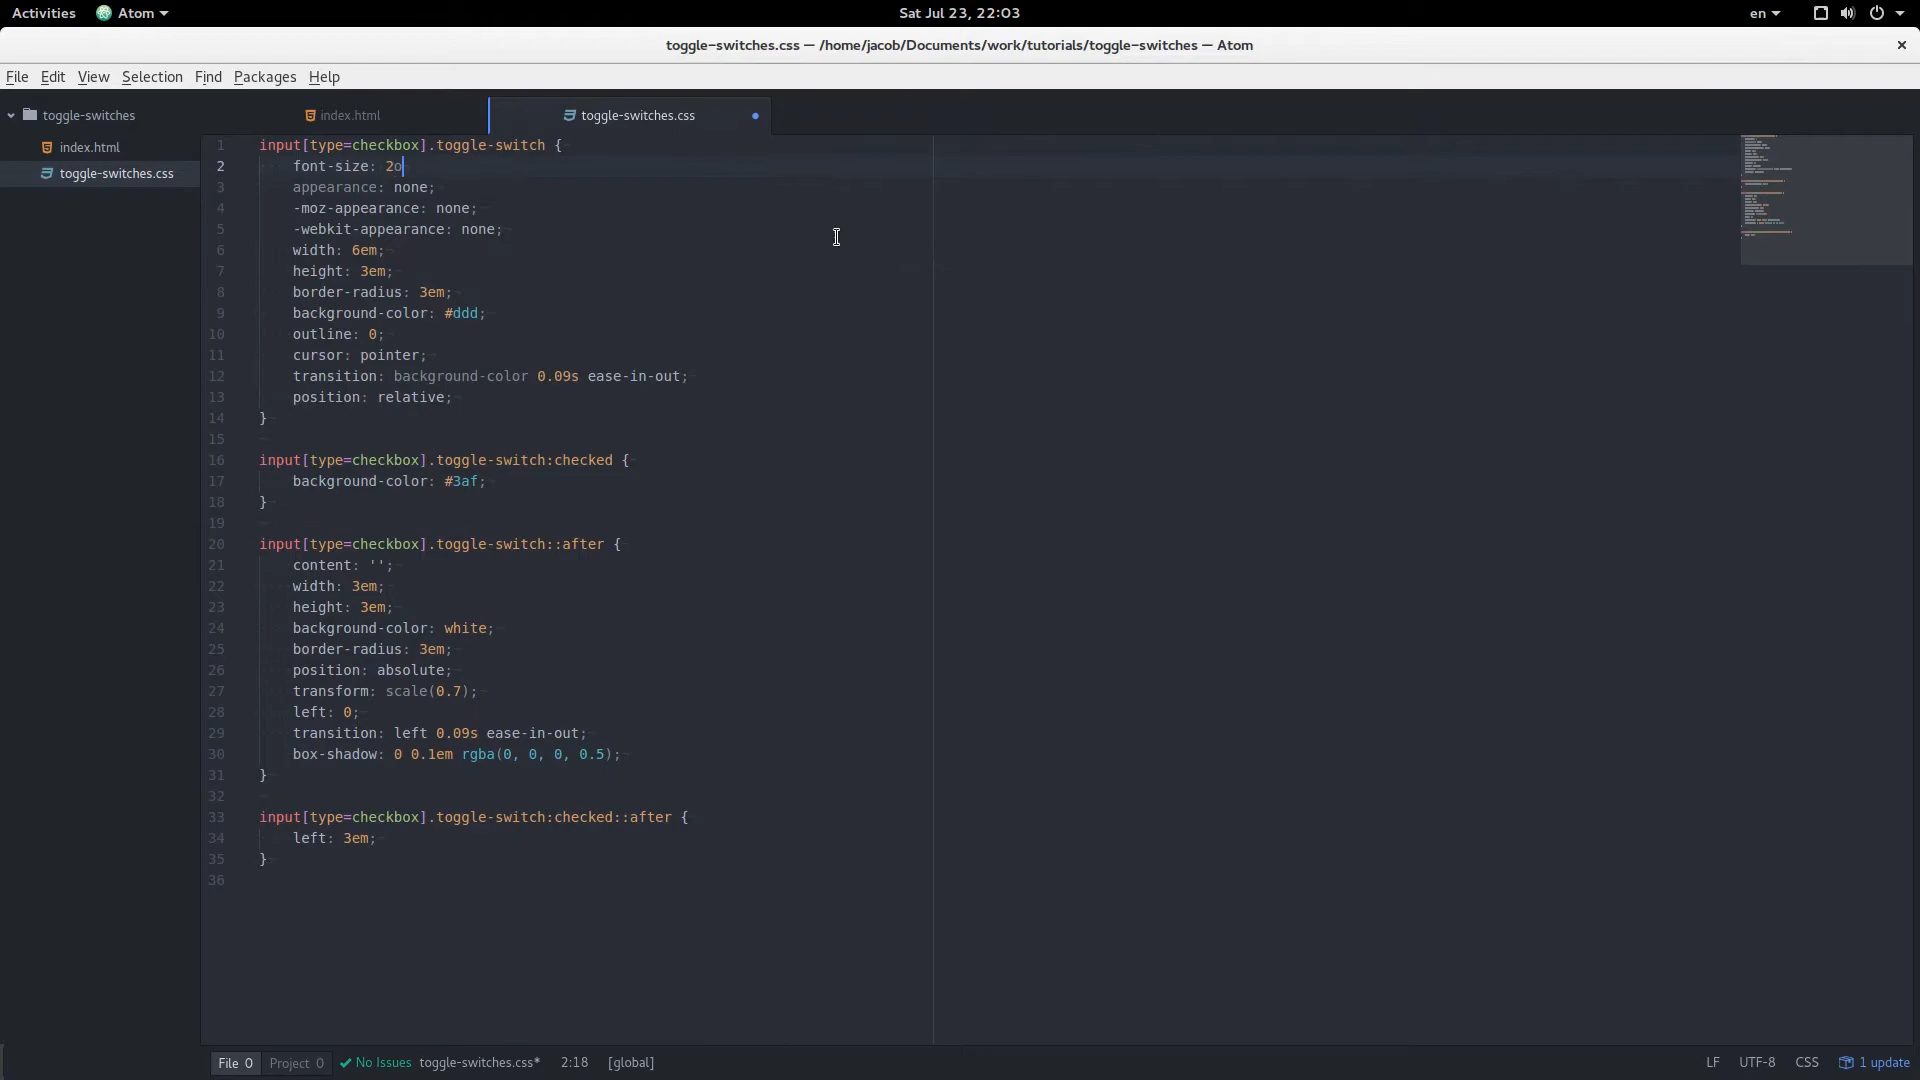 Activities Atom Sat Jul 23, 22:03 en
toggle-switches.css — /home/jacob/Documents/work/tutorials/toggle-switches — Atom
File Edit View Selection Find Packages Help
toggle-switches
index.html
toggle-switches.css
index.html toggle-switches.css
1 input[type=checkbox].toggle-switch {
2 font-size: 2o
3 appearance: none;
4 -moz-appearance: none;
5 -webkit-appearance: none;
6 width: 6em;
7 height: 3em;
8 border-radius: 3em;
9 background-color: #ddd;
10 outline: 0;
11 cursor: pointer;
12 transition: background-color 0.09s ease-in-out;
13 position: relative;
14 }
15
16 input[type=checkbox].toggle-switch:checked {
17 background-color: #3af;
18 }
19
20 input[type=checkbox].toggle-switch::after {
21 content: '';
22 width: 3em;
23 height: 3em;
24 background-color: white;
25 border-radius: 3em;
26 position: absolute;
27 transform: scale(0.7);
28 left: 0;
29 transition: left 0.09s ease-in-out;
30 box-shadow: 0 0.1em rgba(0, 0, 0, 0.5);
31 }
32
33 input[type=checkbox].toggle-switch:checked::after {
34 left: 3em;
35 }
36
File 0 Project 0 No Issues toggle-switches.css* 2:18 [global] LF UTF-8 CSS 1 update